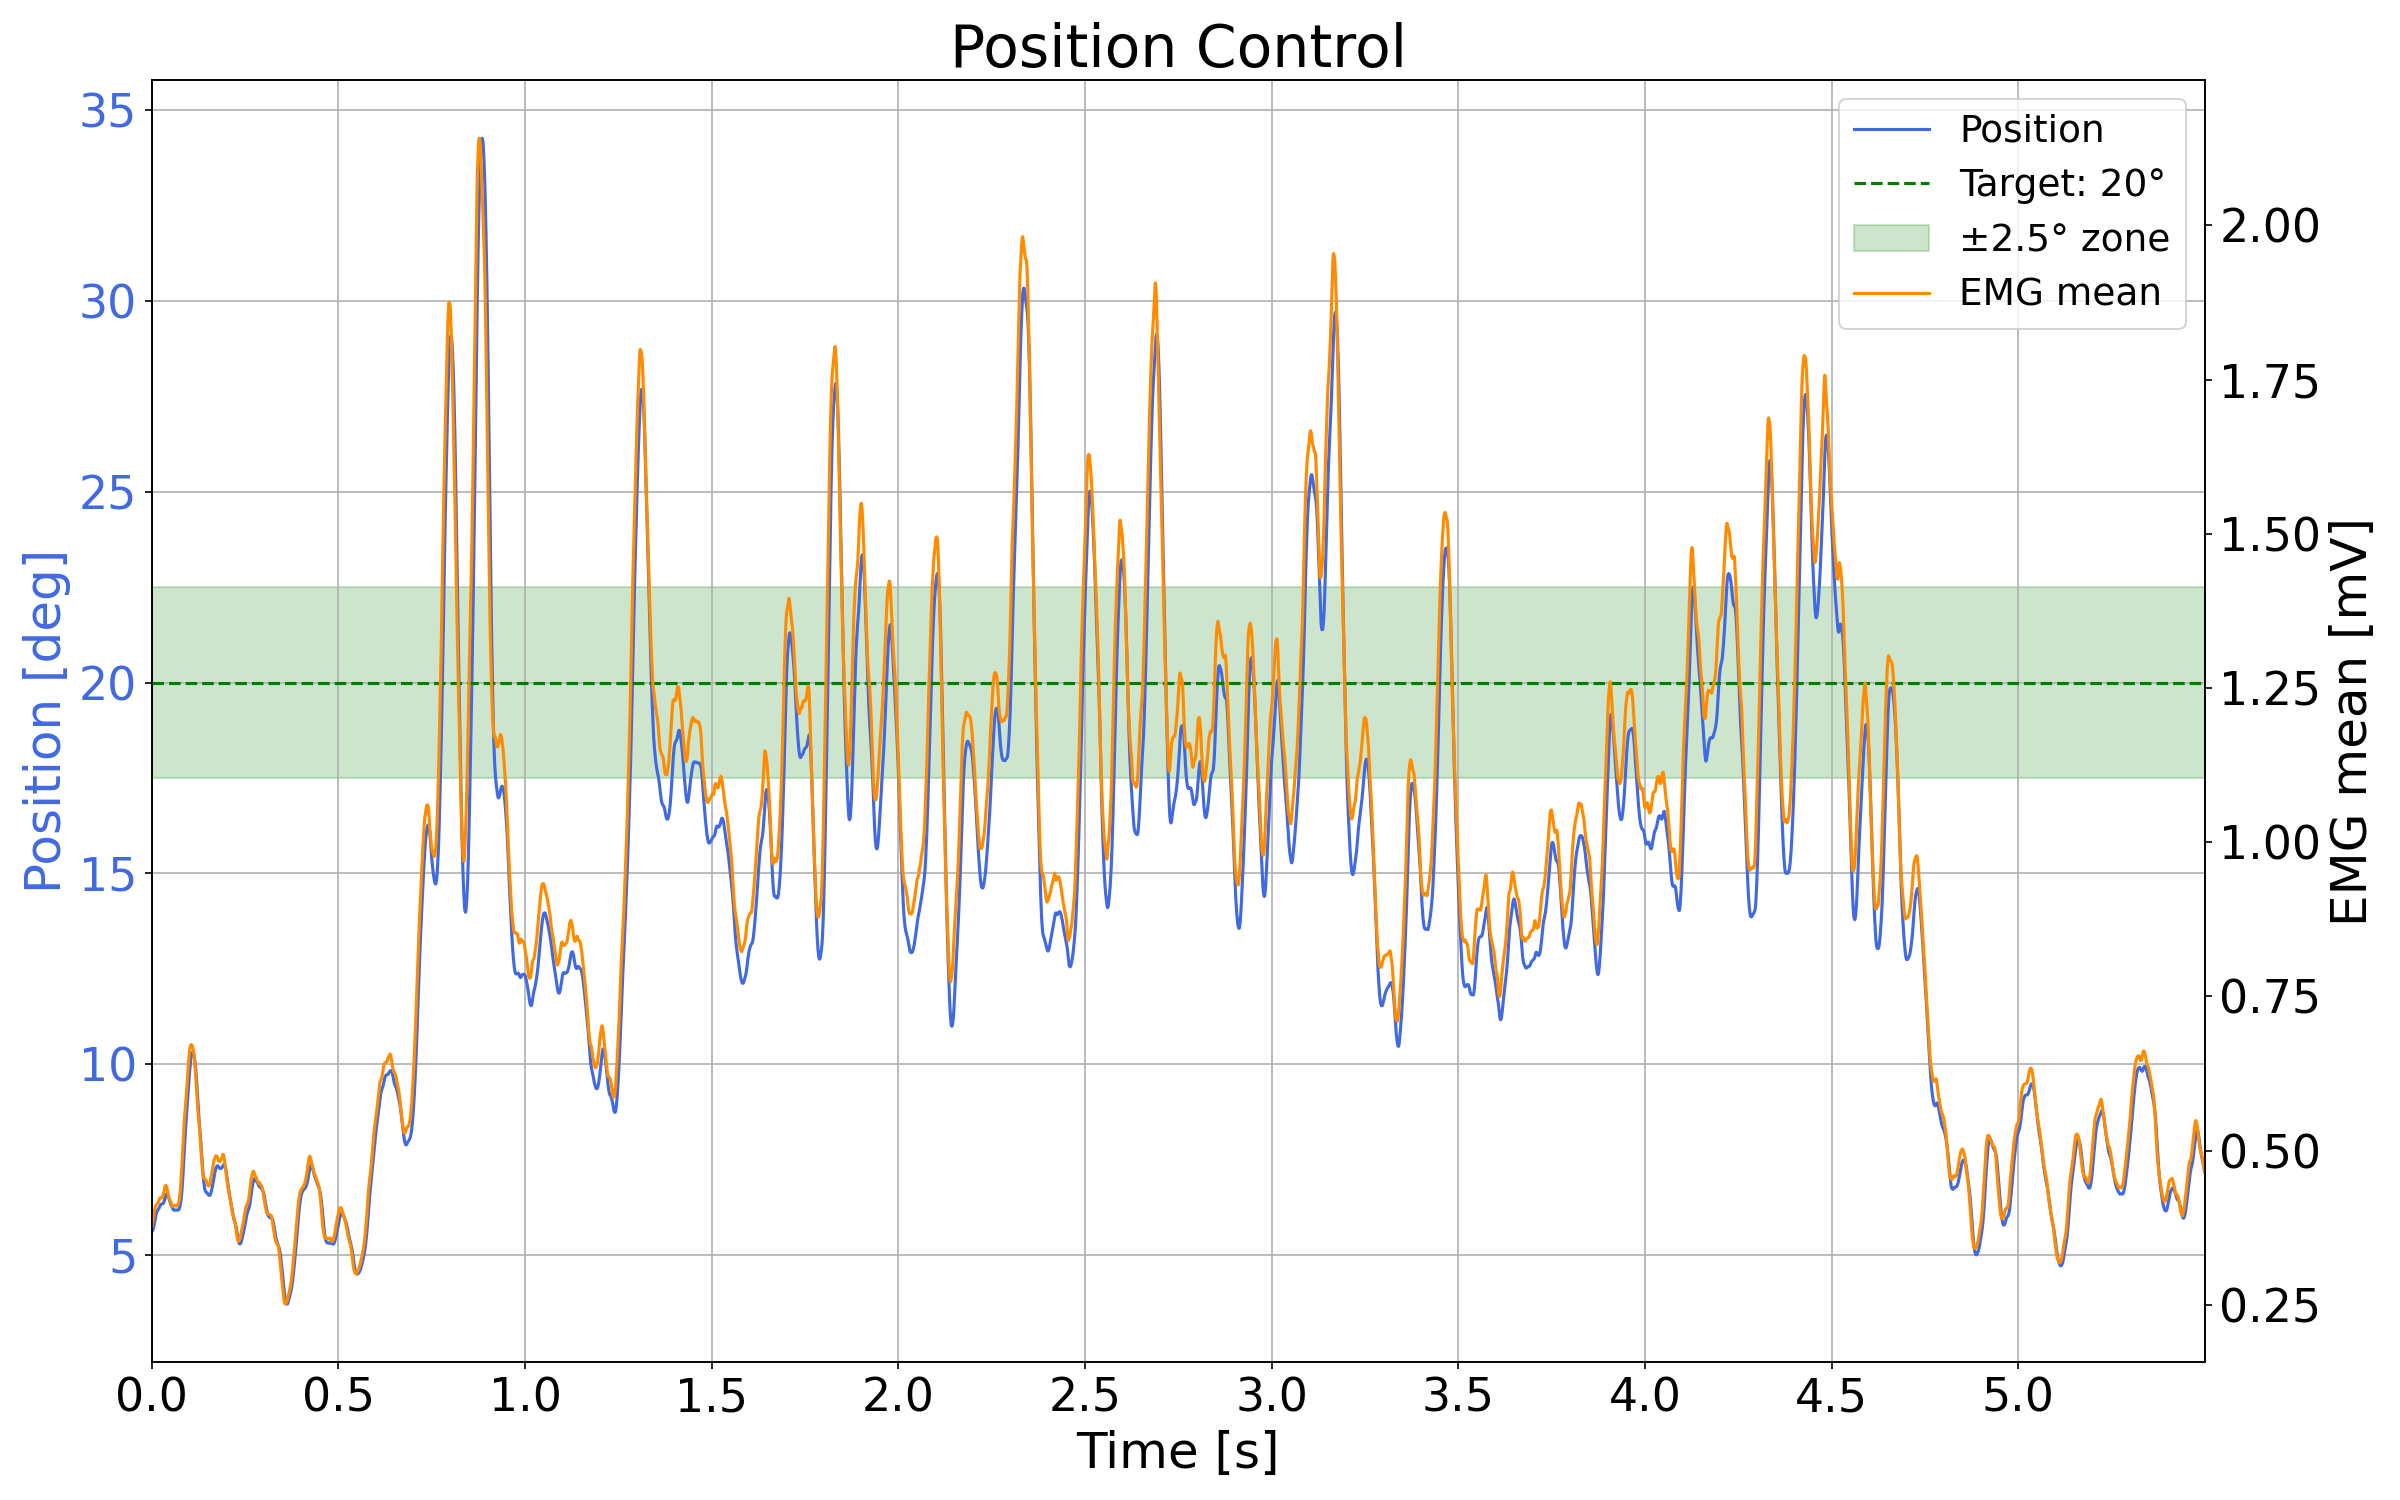 Position Control
Position [deg]
35
30
25
20
15
10
5
Position
Target: 20°
±2.5° zone
EMG mean
2.00
1.75
1.50
1.25
1.00
0.75
0.50
0.25
EMG mean [mV]
0.0 0.5 1.0 1.5 2.0 2.5 3.0 3.5 4.0 4.5 5.0
Time [s]